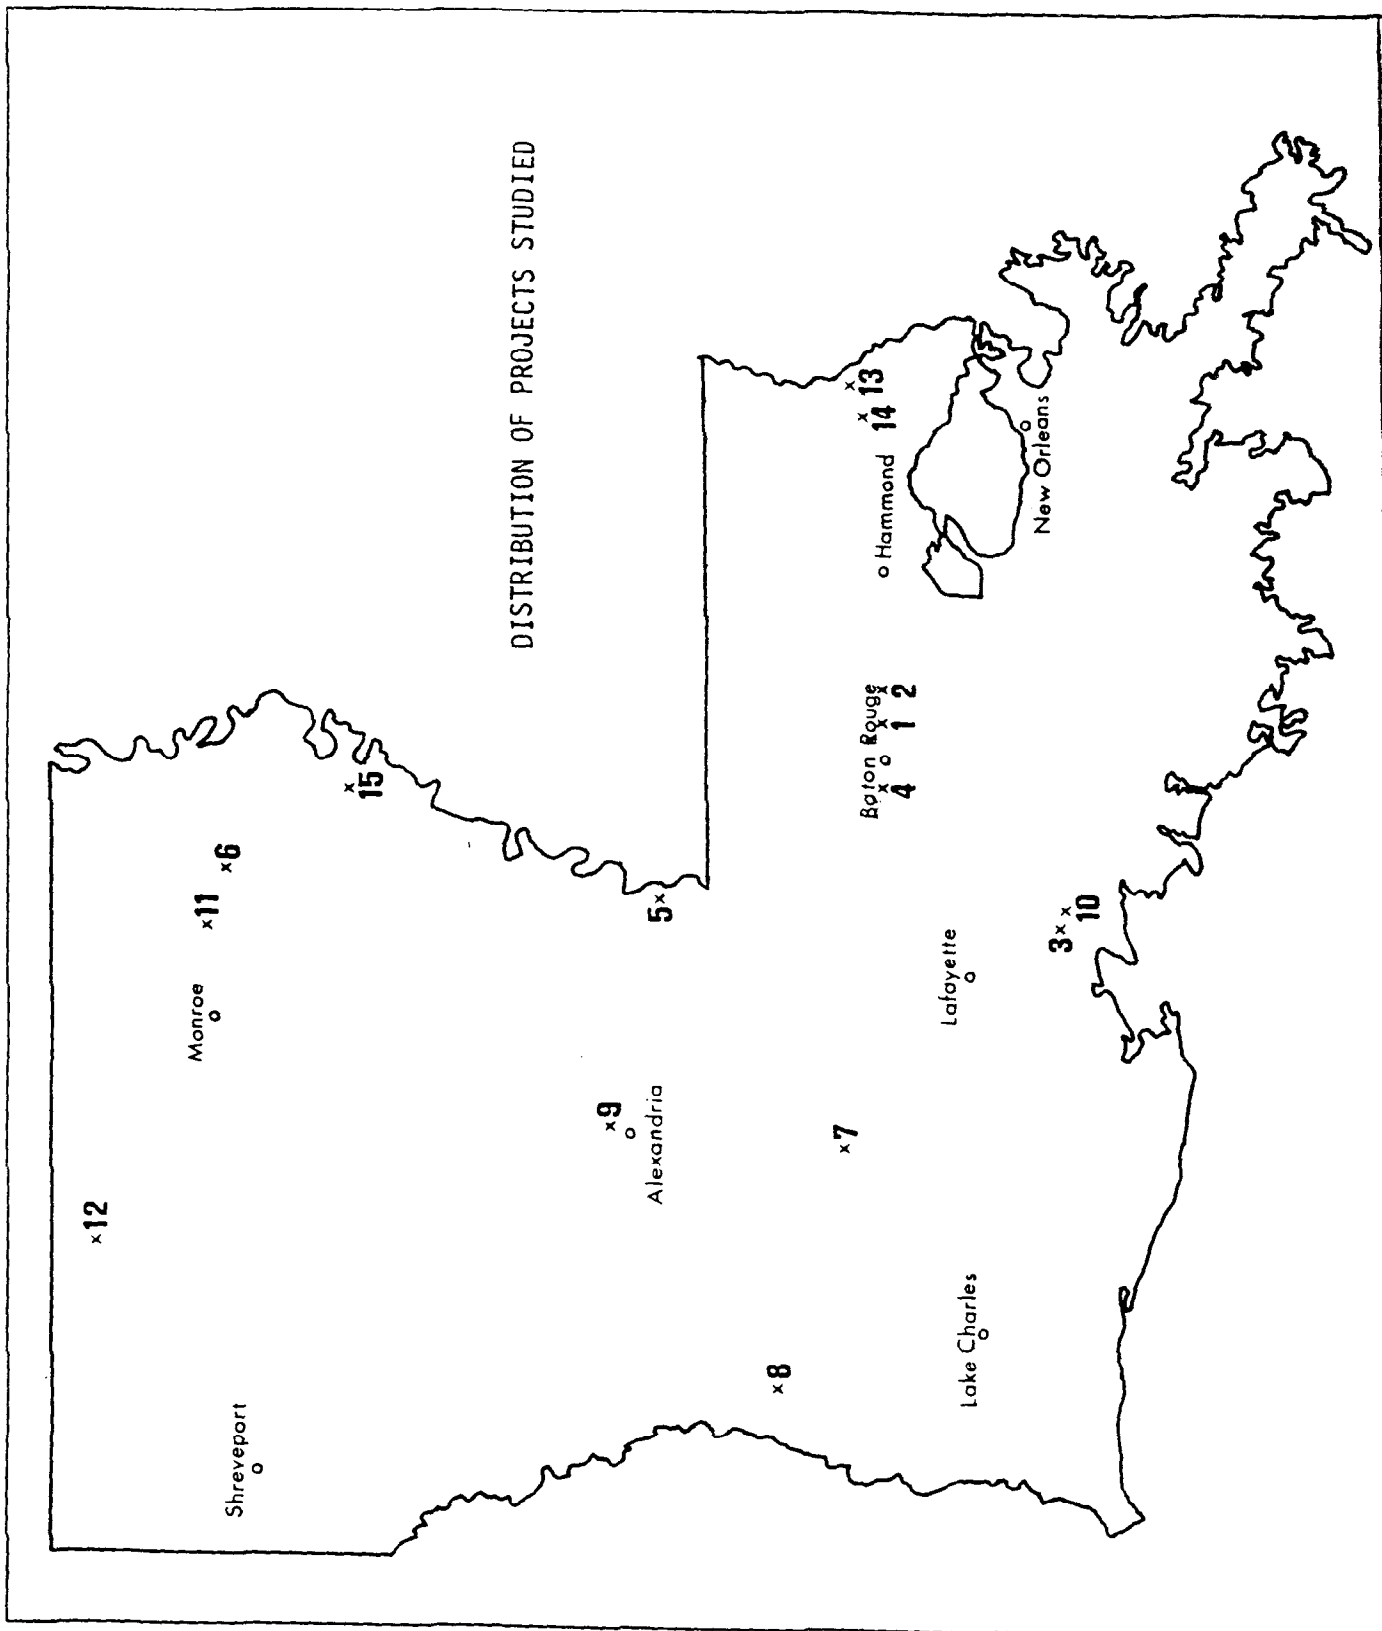 DISTRIBUTION OF PROJECTS STUDIED
12
Shreveport
Monroe
11
6
15
9
Alexandria
5
8
7
Baton Rouge
4
1
2
Hammond
14
13
Lake Charles
Lafayette
3
10
New Orleans